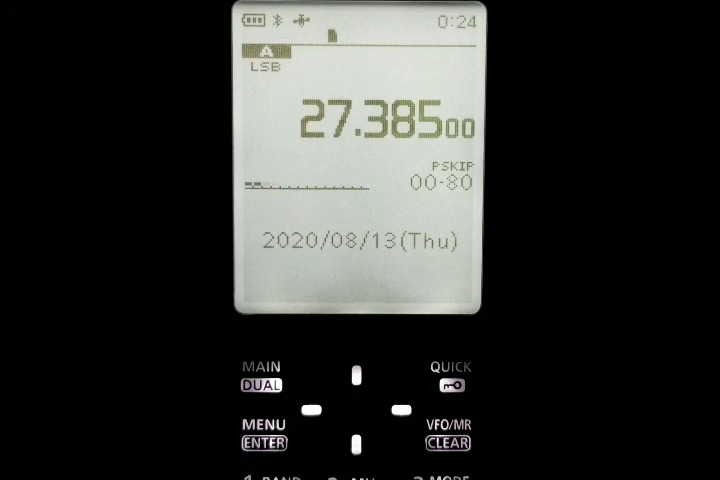 0:24
A
LSB
27.38500
PSKIP
00-80
2020/08/13(Thu)
MAIN
QUICK
DUAL
MENU
VFO/MR
ENTER
CLEAR